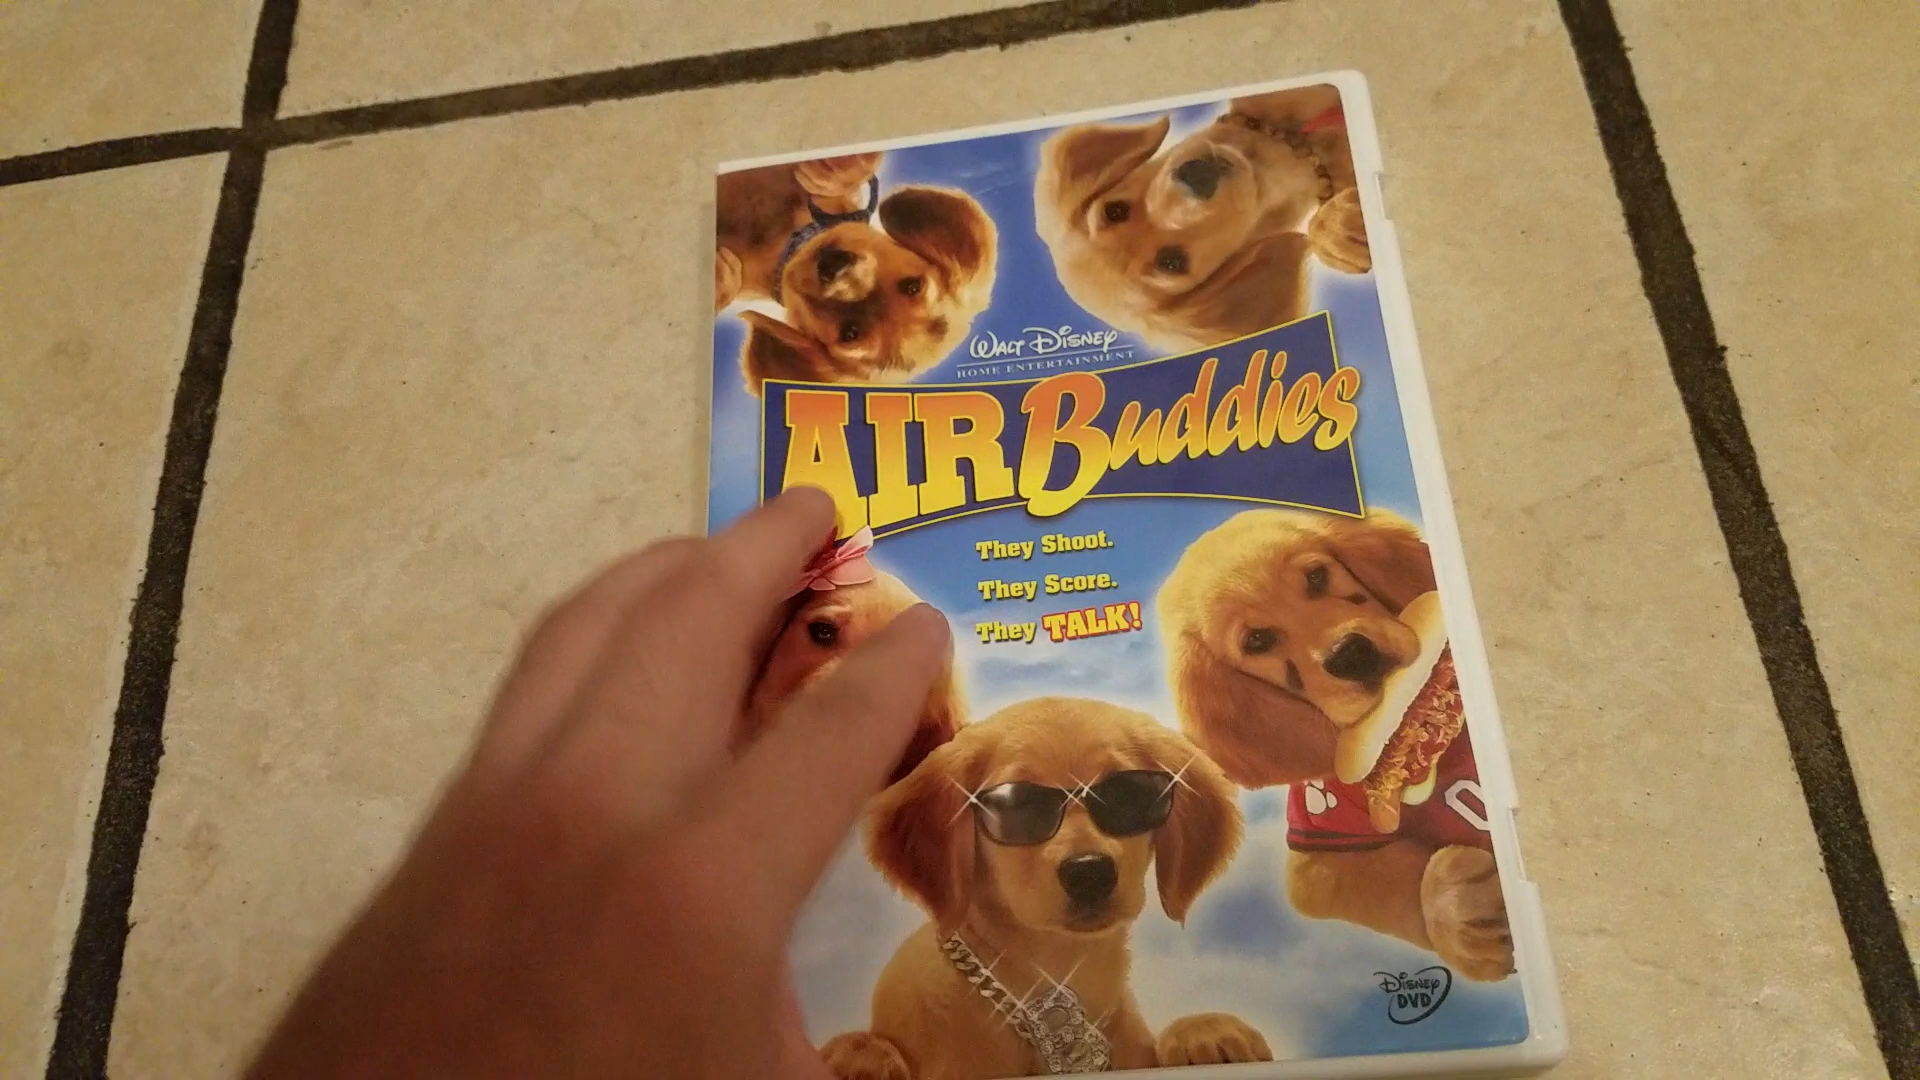 WALT DISNEY
HOME ENTERTAINMENT
AIR Buddies
They Shoot.
They Score.
They TALK!
O
DISNEY
DVD